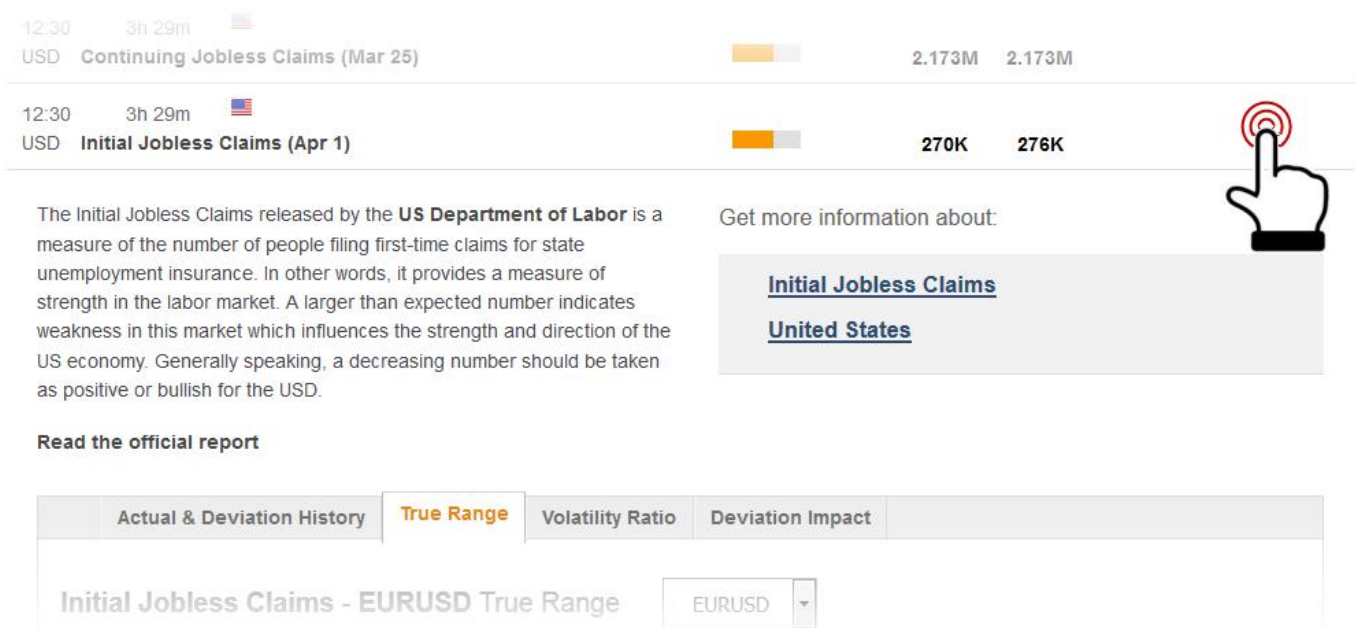 12:30 3h 29m
USD Continuing Jobless Claims (Mar 25) 2.173M 2.173M
12:30 3h 29m
USD Initial Jobless Claims (Apr 1) 270K 276K
The Initial Jobless Claims released by the US Department of Labor is a
measure of the number of people filing first-time claims for state
unemployment insurance. In other words, it provides a measure of
strength in the labor market. A larger than expected number indicates
weakness in this market which influences the strength and direction of the
US economy. Generally speaking, a decreasing number should be taken
as positive or bullish for the USD.
Read the official report
Get more information about:
Initial Jobless Claims
United States
Actual & Deviation History True Range Volatility Ratio Deviation Impact
Initial Jobless Claims - EURUSD True Range EURUSD